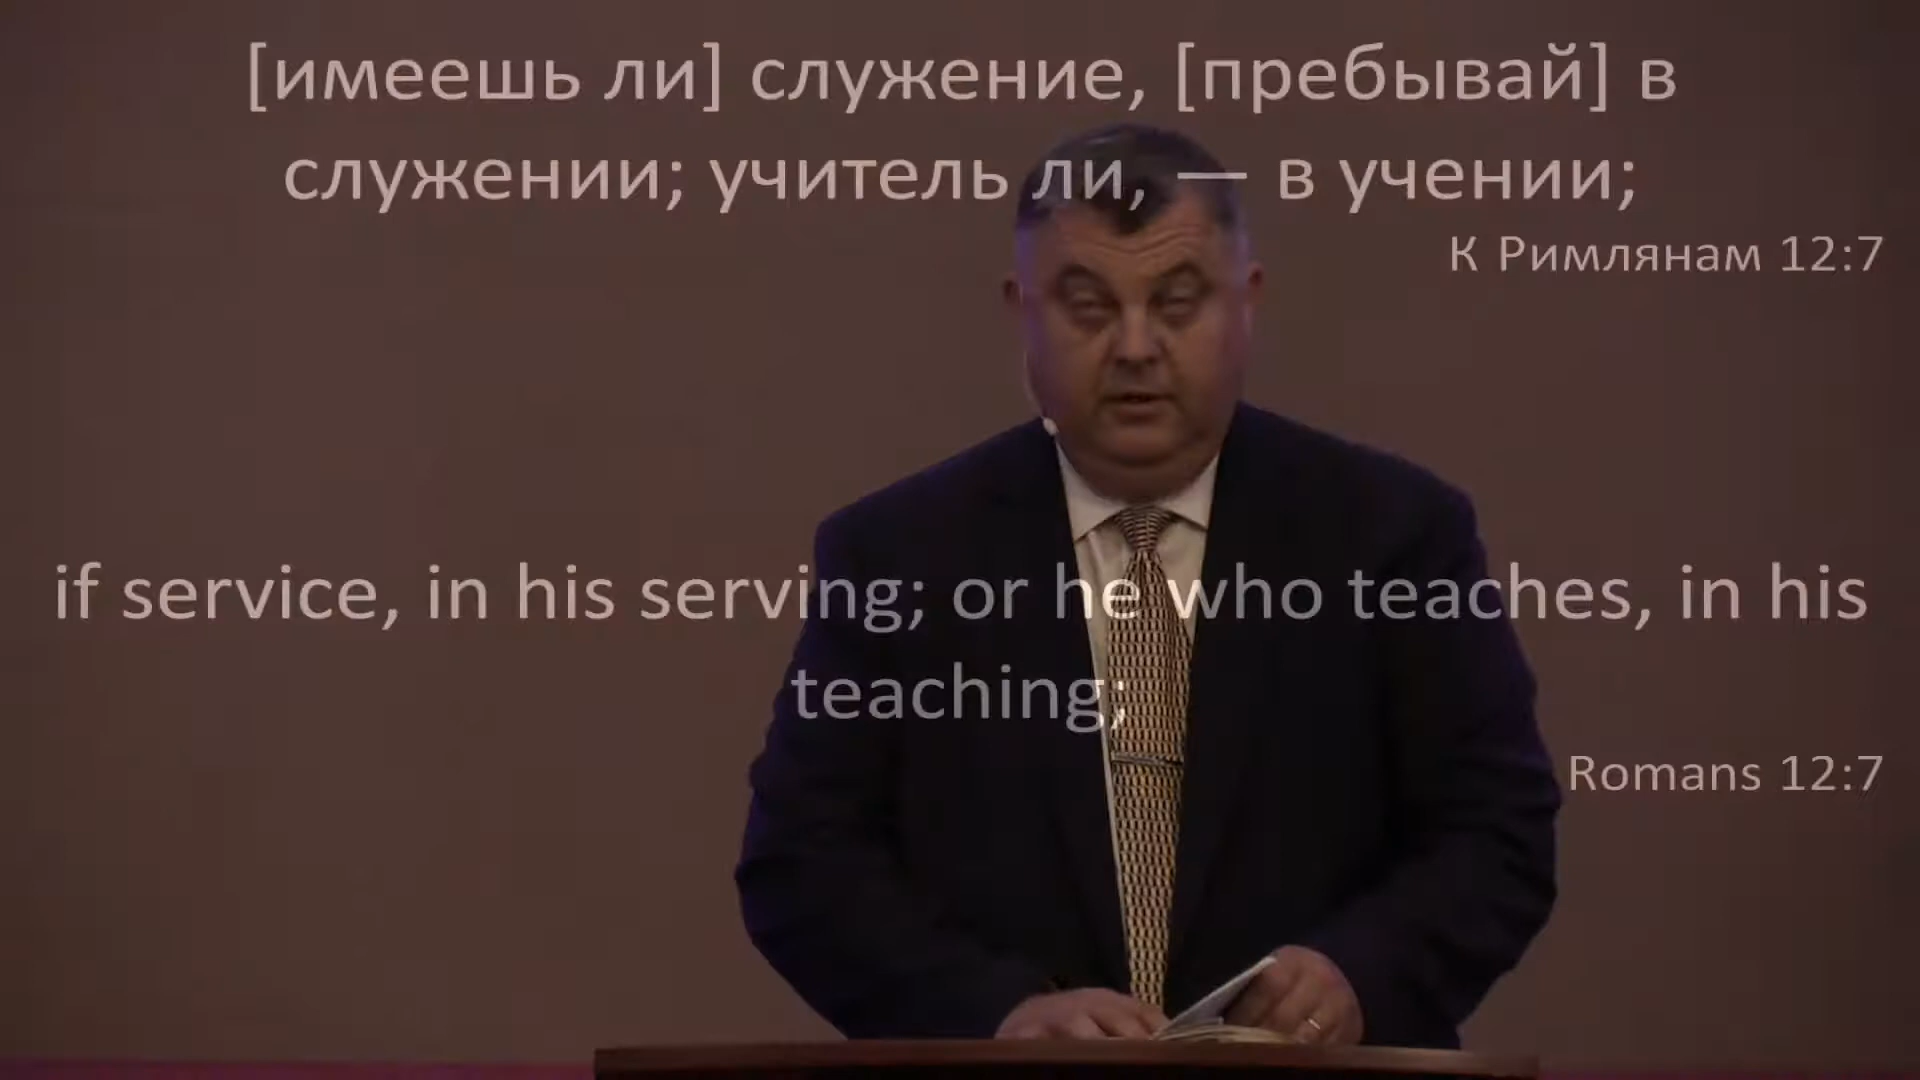 [имеешь ли] служение, [пребывай] в
служении; учитель ли, — в учении;
К Римлянам 12:7
if service, in his serving; or he who teaches, in his
teaching;
Romans 12:7